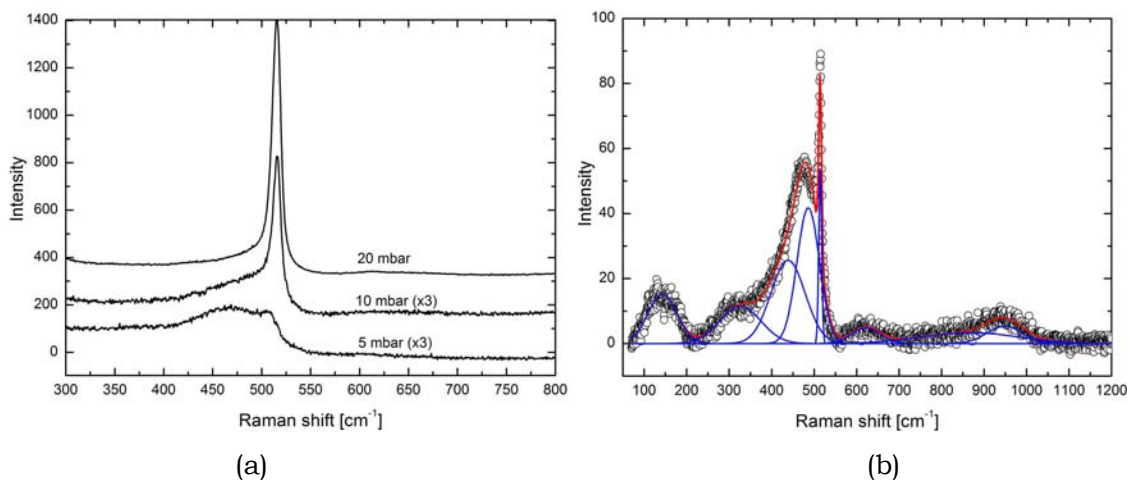 1400
1200
1000
800
600
400
200
0
Intensity
20 mbar
10 mbar (x3)
5 mbar (x3)
300 350 400 450 500 550 600 650 700 750 800
Raman shift [cm⁻¹]
(a)
100
80
60
40
20
0
Intensity
100 200 300 400 500 600 700 800 900 1000 1100 1200
Raman shift [cm⁻¹]
(b)